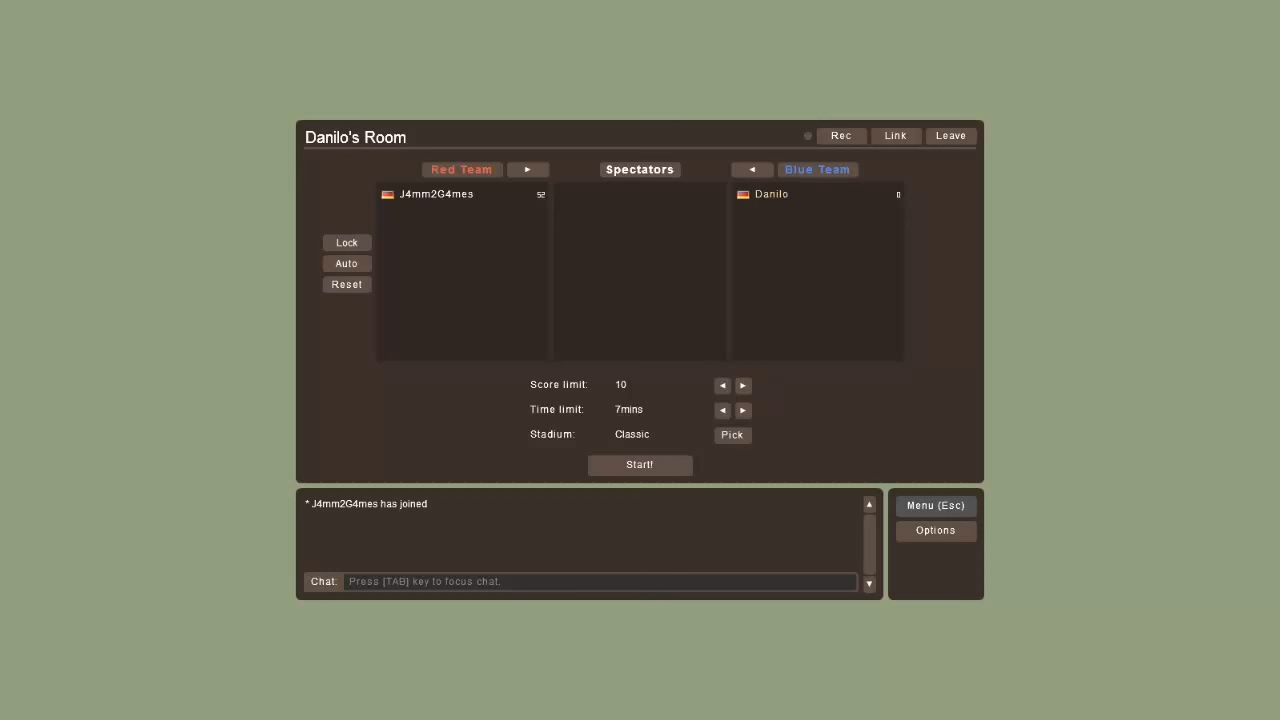 Danilo's Room
Rec Link Leave
Red Team ► Spectators ◄ Blue Team
J4mm2G4mes 52
Danilo 0
Lock
Auto
Reset
Score limit: 10 ◄ ►
Time limit: 7mins ◄ ►
Stadium: Classic Pick
Start!
* J4mm2G4mes has joined
Chat: Press [TAB] key to focus chat.
Menu (Esc)
Options